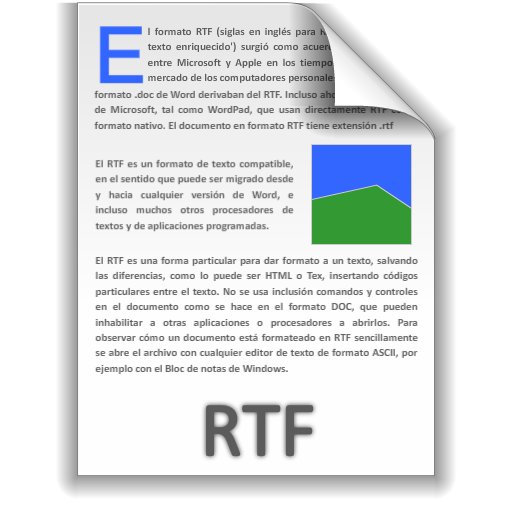 El formato RTF (siglas en inglés para
texto enriquecido') surgió como acuer
entre Microsoft y Apple en los tiempo
mercado de los computadores personale
formato .doc de Word derivaban del RTF. Incluso
de Microsoft, tal como WordPad, que usan directamente RTF
formato nativo. El documento en formato RTF tiene extensión .rtf
El RTF es un formato de texto compatible,
en el sentido que puede ser migrado desde
y hacia cualquier versión de Word, e
incluso muchos otros procesadores de
textos y de aplicaciones programadas.
El RTF es una forma particular para dar formato a un texto, salvando
las diferencias, como lo puede ser HTML o Tex, insertando códigos
particulares entre el texto. No se usa inclusión comandos y controles
en el documento como se hace en el formato DOC, que pueden
inhabilitar a otras aplicaciones o procesadores a abrirlos. Para
observar cómo un documento está formateado en RTF sencillamente
se abre el archivo con cualquier editor de texto de formato ASCII, por
ejemplo con el Bloc de notas de Windows.
RTF